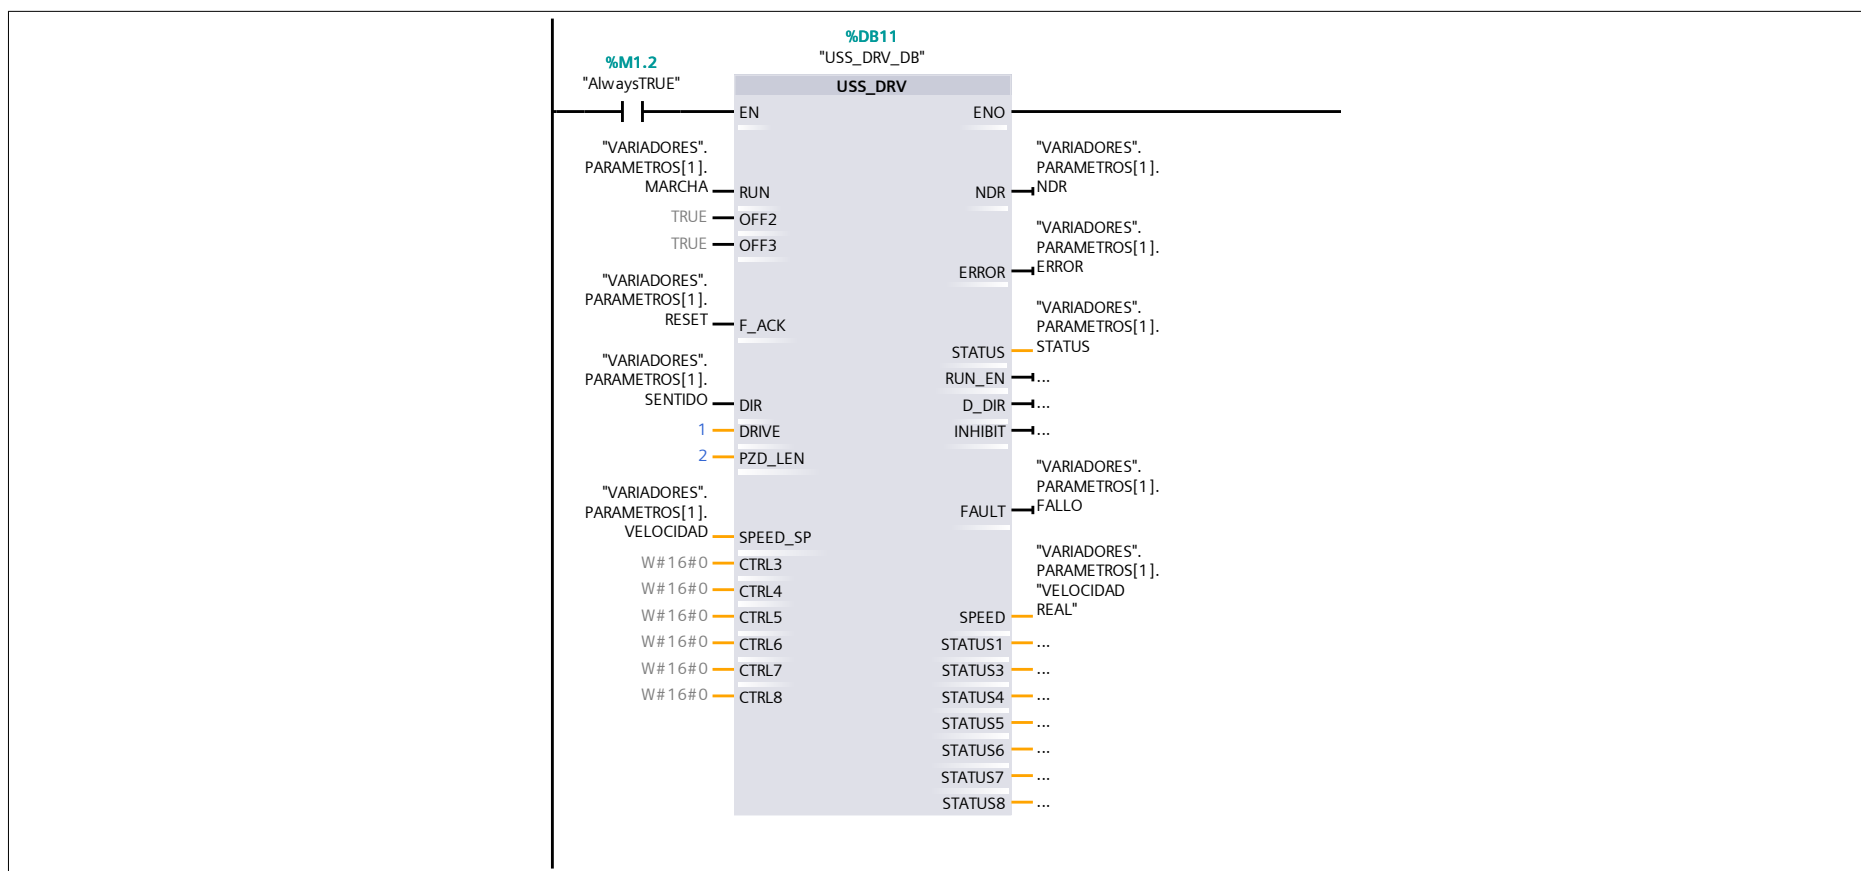 %DB11
"USS_DRV_DB"
%M1.2
"AlwaysTRUE"
USS_DRV
EN
ENO
"VARIADORES".
PARAMETROS[1].
MARCHA
RUN
"VARIADORES".
PARAMETROS[1].
NDR
NDR
TRUE
OFF2
TRUE
OFF3
"VARIADORES".
PARAMETROS[1].
ERROR
ERROR
"VARIADORES".
PARAMETROS[1].
RESET
F_ACK
"VARIADORES".
PARAMETROS[1].
STATUS
STATUS
"VARIADORES".
PARAMETROS[1].
SENTIDO
DIR
RUN_EN
...
D_DIR
...
1
DRIVE
INHIBIT
...
2
PZD_LEN
"VARIADORES".
PARAMETROS[1].
FALLO
FAULT
"VARIADORES".
PARAMETROS[1].
VELOCIDAD
SPEED_SP
W#16#0
CTRL3
W#16#0
CTRL4
W#16#0
CTRL5
"VARIADORES".
PARAMETROS[1].
"VELOCIDAD
REAL"
SPEED
W#16#0
CTRL6
STATUS1
...
W#16#0
CTRL7
STATUS3
...
W#16#0
CTRL8
STATUS4
...
STATUS5
...
STATUS6
...
STATUS7
...
STATUS8
...